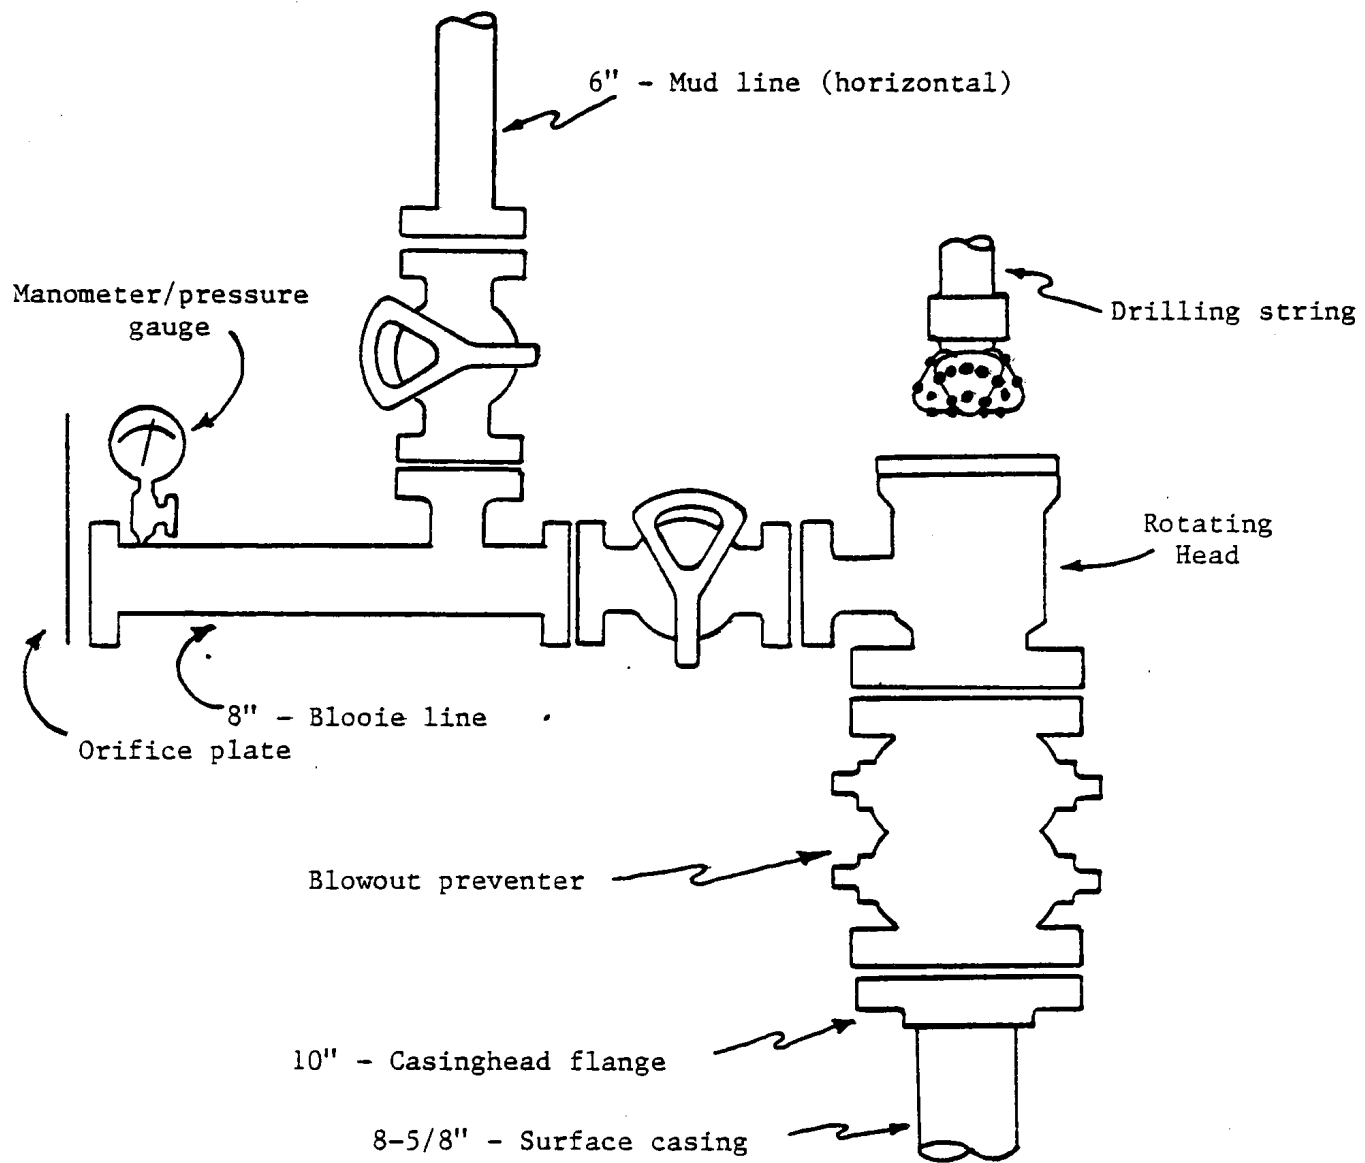 6" - Mud line (horizontal)
Manometer/pressure
gauge
Drilling string
Rotating
Head
8" - Blooie line
Orifice plate
Blowout preventer
10" - Casinghead flange
8-5/8" - Surface casing